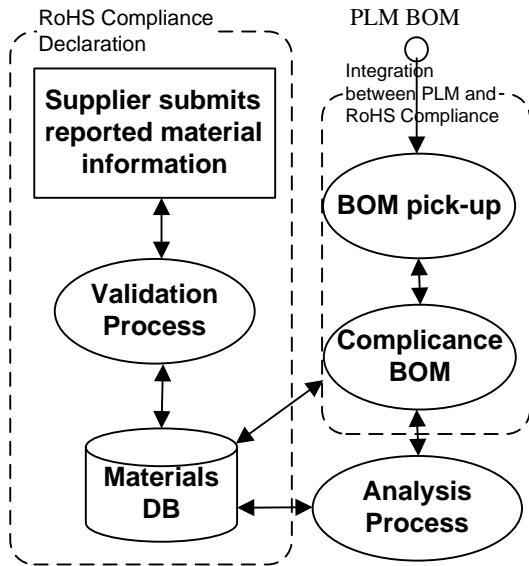 RoHS Compliance
Declaration
Supplier submits
reported material
information
Validation
Process
Materials
DB
PLM BOM
Integration
between PLM and
RoHS Compliance
BOM pick-up
Complicance
BOM
Analysis
Process